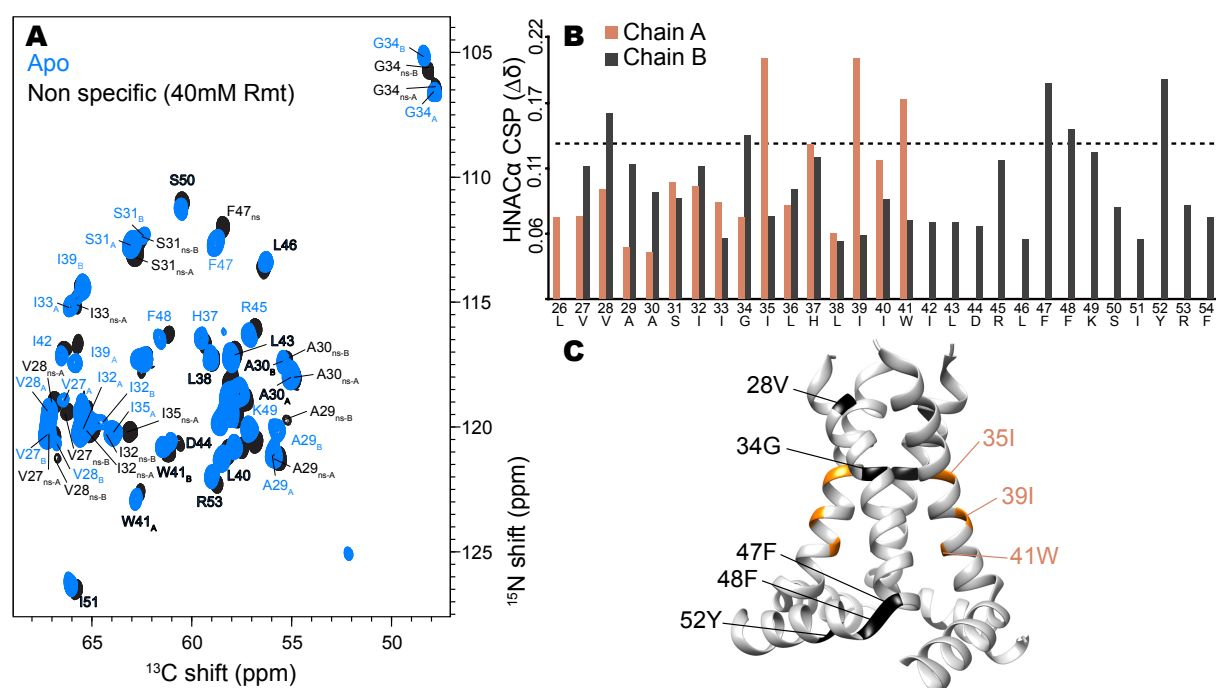 A
Apo
Non specific (40mM Rmt)
G34B
G34ns-B
G34ns-A
G34A
S50
F47ns
S31B
S31A
S31ns-B
S31ns-A
F47
L46
I39B
I33A
I33ns-A
F48
H37
R45
I42
I39A
L43
A30ns-B
V28ns-A
L38
A30B
A30ns-A
V28A
V27A
I32A
I32B
A30A
I35A
I35ns-A
K49
A29ns-B
D44
A29B
V27B
V27ns-B
I32ns-B
W41B
L40
V27ns-A
V28B
I32ns-A
A29ns-A
V28ns-B
R53
A29A
W41A
I51
105
110
115
120
125
15N shift (ppm)
65 60 55 50
13C shift (ppm)
B
Chain A
Chain B
HNACα CSP (Δδ)
0.22
0.17
0.11
0.06
26 27 28 29 30 31 32 33 34 35 36 37 38 39 40 41 42 43 44 45 46 47 48 49 50 51 52 53 54
L V V A A S I I G I L H L I I W I L D R L F F K S I Y R F
C
28V
34G
35I
39I
41W
47F
48F
52Y